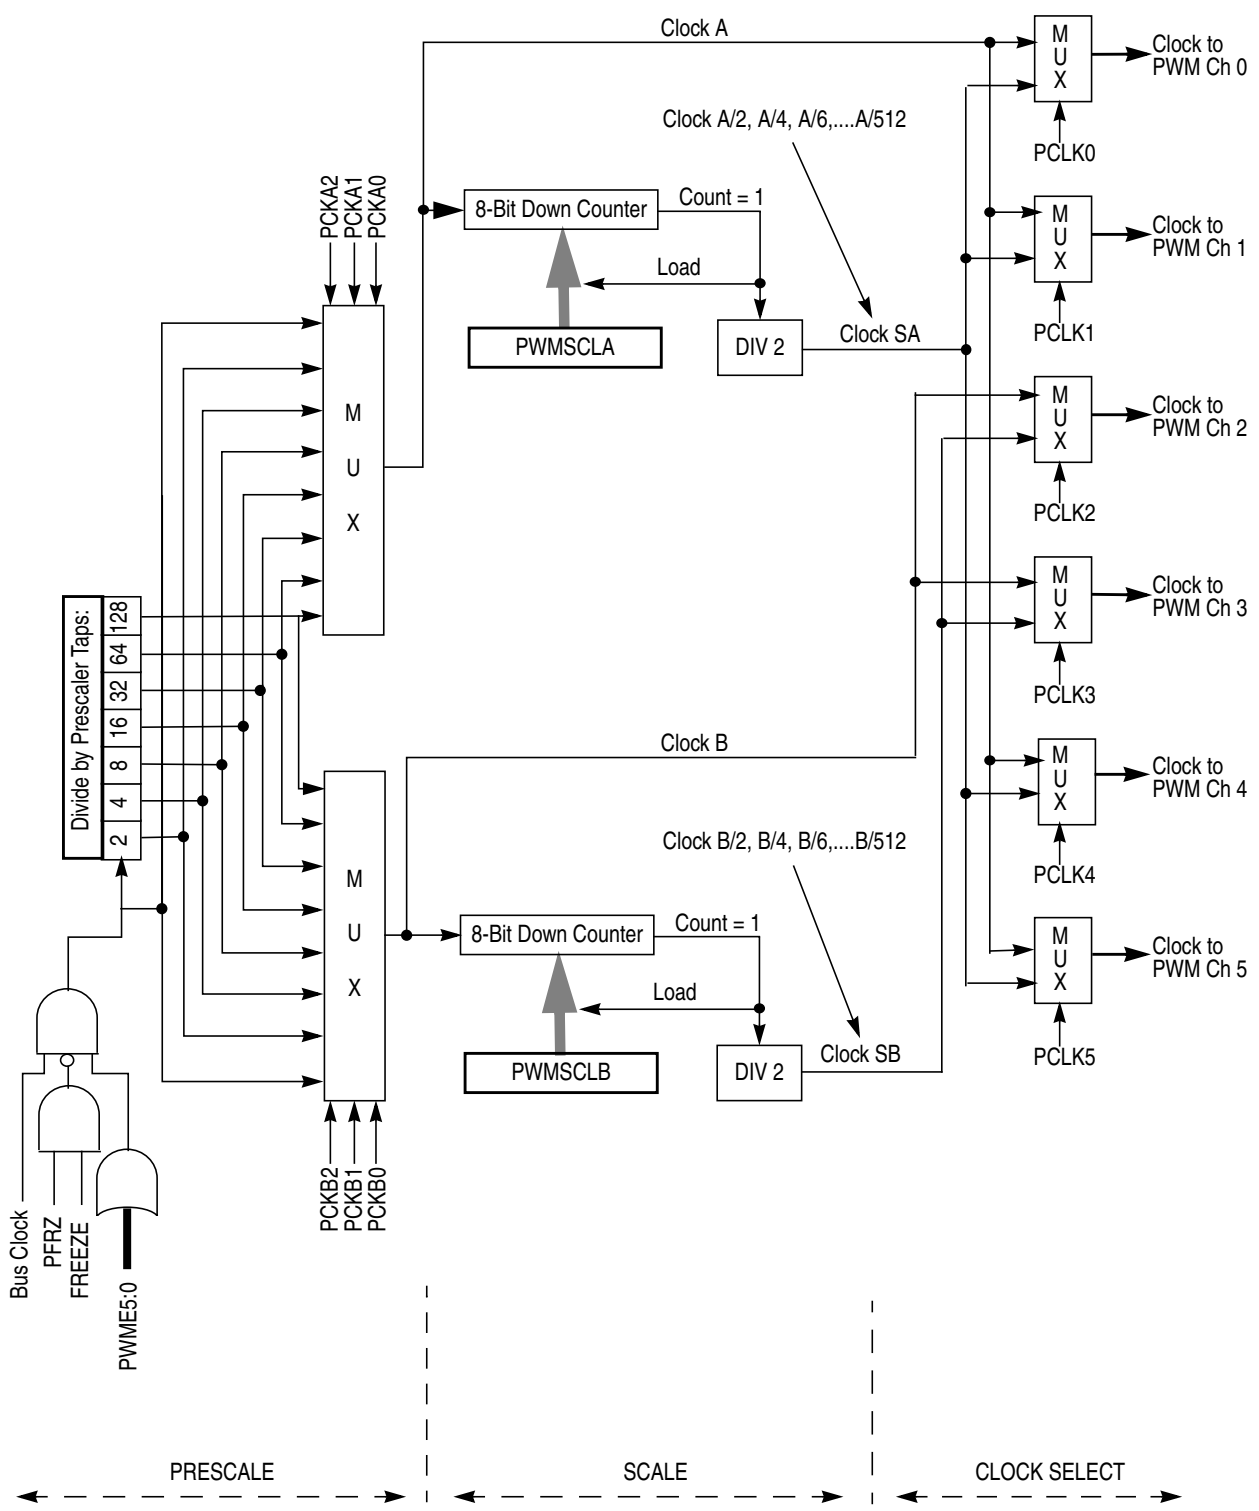 Clock A
M
U
X
Clock to
PWM Ch 0
PCLK0
Clock A/2, A/4, A/6,....A/512
PCKA2
PCKA1
PCKA0
8-Bit Down Counter
Count = 1
Load
PWMSCLA
DIV 2
Clock SA
M
U
X
Clock to
PWM Ch 1
PCLK1
M
U
X
M
U
X
Clock to
PWM Ch 2
PCLK2
M
U
X
Clock to
PWM Ch 3
PCLK3
Divide by Prescaler Taps:
128
64
32
16
8
4
2
Clock B
M
U
X
Clock to
PWM Ch 4
PCLK4
Clock B/2, B/4, B/6,....B/512
M
U
X
8-Bit Down Counter
Count = 1
Load
PWMSCLB
DIV 2
Clock SB
M
U
X
Clock to
PWM Ch 5
PCLK5
PCKB2
PCKB1
PCKB0
Bus Clock
PFRZ
FREEZE
PWME5:0
PRESCALE
SCALE
CLOCK SELECT